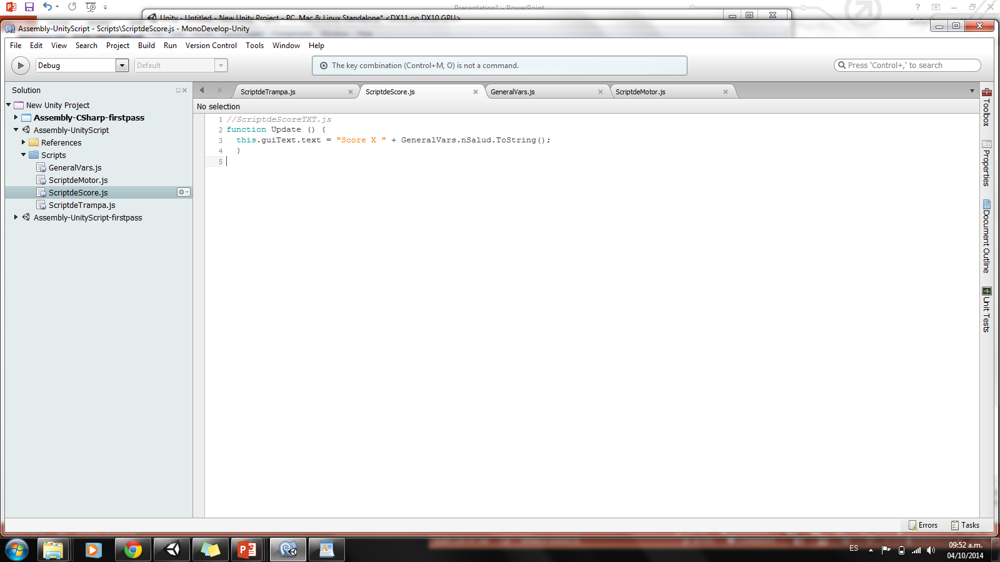 Presentation1 - PowerPoint
Unity - Untitled - New Unity Project - PC, Mac & Linux Standalone* <DX11 on DX10 GPU>
Assembly-UnityScript - Scripts\ScriptdeScore.js - MonoDevelop-Unity
File Edit View Search Project Build Run Version Control Tools Window Help
Debug Default The key combination (Control+M, O) is not a command. Press 'Control+,' to search
Solution
New Unity Project
Assembly-CSharp-firstpass
Assembly-UnityScript
References
Scripts
GeneralVars.js
ScriptdeMotor.js
ScriptdeScore.js
ScriptdeTrampa.js
Assembly-UnityScript-firstpass
ScriptdeTrampa.js ScriptdeScore.js GeneralVars.js ScriptdeMotor.js
No selection
1 //ScriptdeScoreTXT.js
2 function Update () {
3 this.guiText.text = "Score X " + GeneralVars.nSalud.ToString();
4 }
5
Toolbox
Properties
Document Outline
Unit Tests
Errors Tasks
ES
09:52 a.m.
04/10/2014